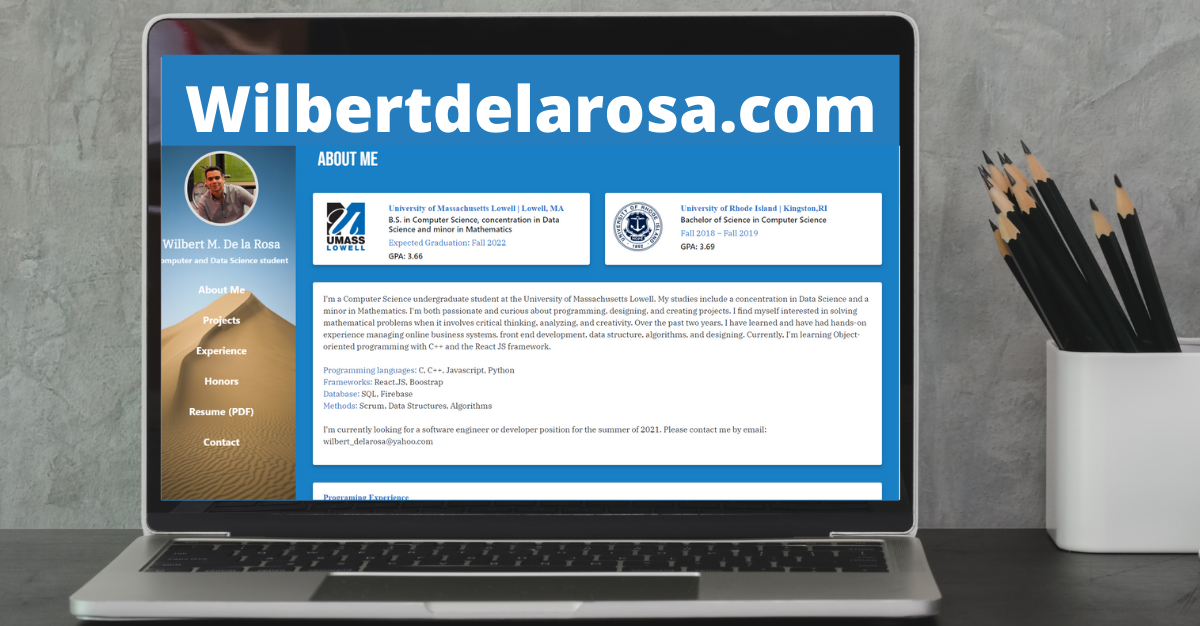 Wilbertdelarosa.com
ABOUT ME
Wilbert M. De la Rosa
omputer and Data Science student
About Me
Projects
Experience
Honors
Resume (PDF)
Contact
UMASS
LOWELL
University of Massachusetts Lowell | Lowell, MA
B.S. in Computer Science, concentration in Data
Science and minor in Mathematics
Expected Graduation: Fall 2022
GPA: 3.66
UNIVERSITY OF RHODE ISLAND
1892
University of Rhode Island | Kingston,RI
Bachelor of Science in Computer Science
Fall 2018 – Fall 2019
GPA: 3.69
I'm a Computer Science undergraduate student at the University of Massachusetts Lowell. My studies include a concentration in Data Science and a
minor in Mathematics. I'm both passionate and curious about programming, designing, and creating projects. I find myself interested in solving
mathematical problems when it involves critical thinking, analyzing, and creativity. Over the past two years, I have learned and have had hands-on
experience managing online business systems, front end development, data structure, algorithms, and designing. Currently, I'm learning Object-
oriented programming with C++ and the React JS framework.
Programming languages: C, C++, Javascript, Python
Frameworks: React.JS, Boostrap
Database: SQL, Firebase
Methods: Scrum, Data Structures, Algorithms
I'm currently looking for a software engineer or developer position for the summer of 2021. Please contact me by email:
wilbert_delarosa@yahoo.com
Programing Experience